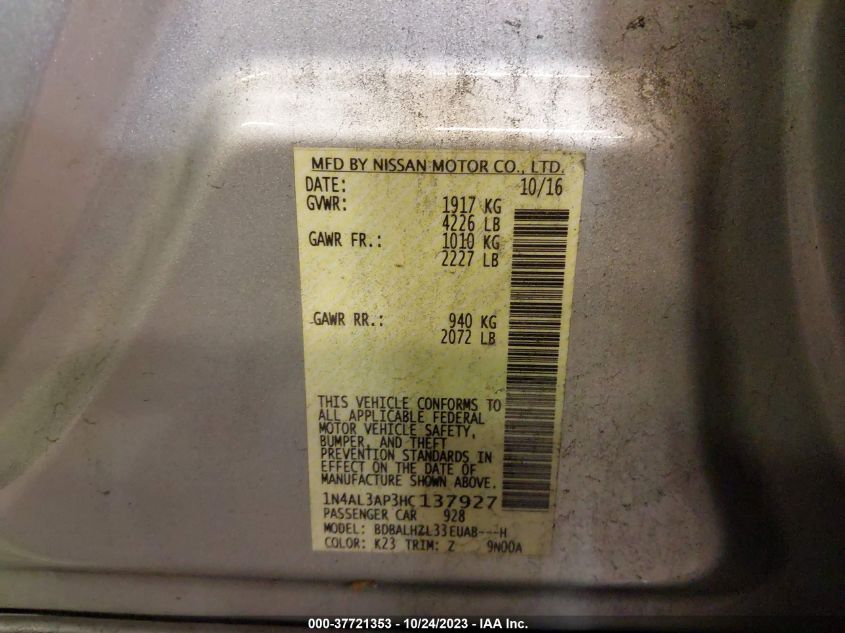 MFD BY NISSAN MOTOR CO., LTD.
DATE: 10/16
GVWR: 1917 KG
4226 LB
GAWR FR.: 1010 KG
2227 LB
GAWR RR.: 940 KG
2072 LB
THIS VEHICLE CONFORMS TO
ALL APPLICABLE FEDERAL
MOTOR VEHICLE SAFETY,
BUMPER, AND THEFT
PREVENTION STANDARDS IN
EFFECT ON THE DATE OF
MANUFACTURE SHOWN ABOVE.
1N4AL3AP3HC137927
PASSENGER CAR 928
MODEL: BDBALHZL33EUAB---H
COLOR: K23 TRIM: Z 9N00A
000-37721353 - 10/24/2023 - IAA Inc.